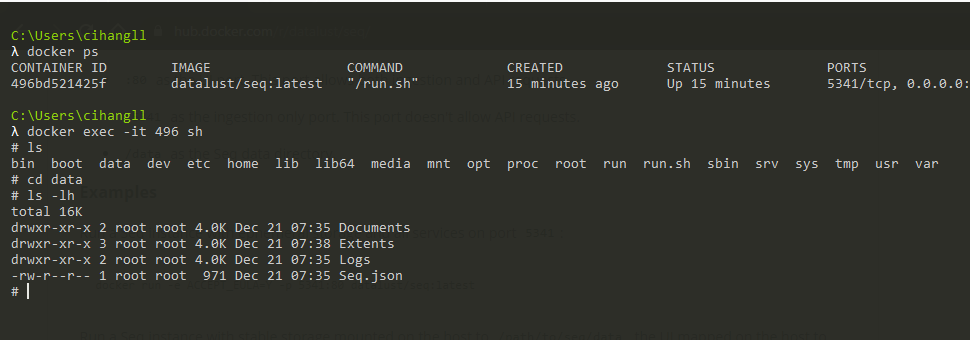 C:\Users\cihangll
λ docker ps
CONTAINER ID        IMAGE               COMMAND             CREATED             STATUS              PORTS
496bd521425f        datalust/seq:latest   "/run.sh"           15 minutes ago      Up 15 minutes       5341/tcp, 0.0.0.0:
C:\Users\cihangll
λ docker exec -it 496 sh
# ls
bin  boot  data  dev  etc  home  lib  lib64  media  mnt  opt  proc  root  run  run.sh  sbin  srv  sys  tmp  usr  var
# cd data
# ls -lh
total 16K
drwxr-xr-x 2 root root 4.0K Dec 21 07:35 Documents
drwxr-xr-x 3 root root 4.0K Dec 21 07:38 Extents
drwxr-xr-x 2 root root 4.0K Dec 21 07:35 Logs
-rw-r--r-- 1 root root  971 Dec 21 07:35 Seq.json
#